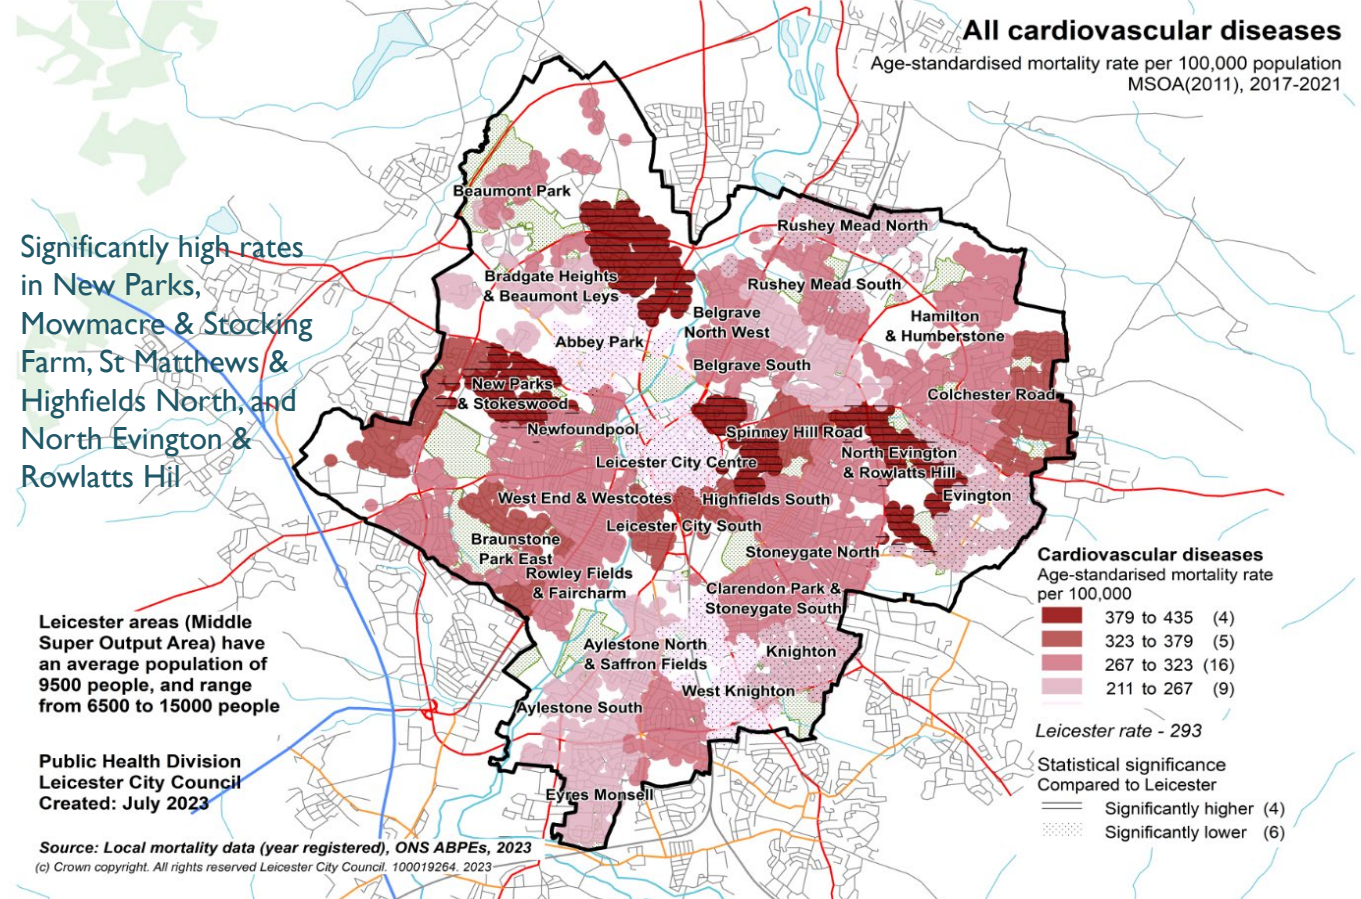 All cardiovascular diseases
Age-standardised mortality rate per 100,000 population
MSOA(2011), 2017-2021
Significantly high rates
in New Parks,
Mowmacre & Stocking
Farm, St Matthews &
Highfields North, and
North Evington &
Rowlatts Hil
Beaumont Park
Rushey Mead North
Bradgate Heights
& Beaumont Leys
Rushey Mead South
Belgrave
North West
Hamilton
& Humberstone
Abbey Park
Belgrave South
New Parks
& Stokeswood
Colchester Road
Newfoundpool
Spinney Hill Road
North Evington
& Rowlatts Hill
Leicester City Centre
West End & Westcotes
Highfields South
Evington
Leicester City South
Braunstone
Park East
Stoneygate North
Rowley Fields
& Faircharm
Clarendon Park &
Stoneygate South
Aylestone North
& Saffron Fields
Knighton
West Knighton
Aylestone South
Eyres Monsell
Leicester areas (Middle
Super Output Area) have
an average population of
9500 people, and range
from 6500 to 15000 people
Public Health Division
Leicester City Council
Created: July 2023
Source: Local mortality data (year registered), ONS ABPEs, 2023
(c) Crown copyright. All rights reserved Leicester City Council. 100019264. 2023
Cardiovascular diseases
Age-standarised mortality rate
per 100,000
379 to 435 (4)
323 to 379 (5)
267 to 323 (16)
211 to 267 (9)
Leicester rate - 293
Statistical significance
Compared to Leicester
Significantly higher (4)
Significantly lower (6)